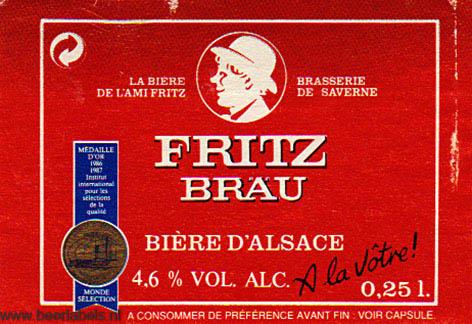 LA BIÈRE
DE L'AMI FRITZ
BRASSERIE
DE SAVERNE
FRITZ
BRÄU
MÉDAILLE
D'OR
1986
1987
Institut
international
pour les
sélections
de la
qualité
MONDE
SÉLECTION
BIÈRE D'ALSACE
4,6 % VOL. ALC.
A la vôtre!
0,25 l.
A CONSOMMER DE PRÉFÉRENCE AVANT FIN : VOIR CAPSULE
www.beerlabels.nl